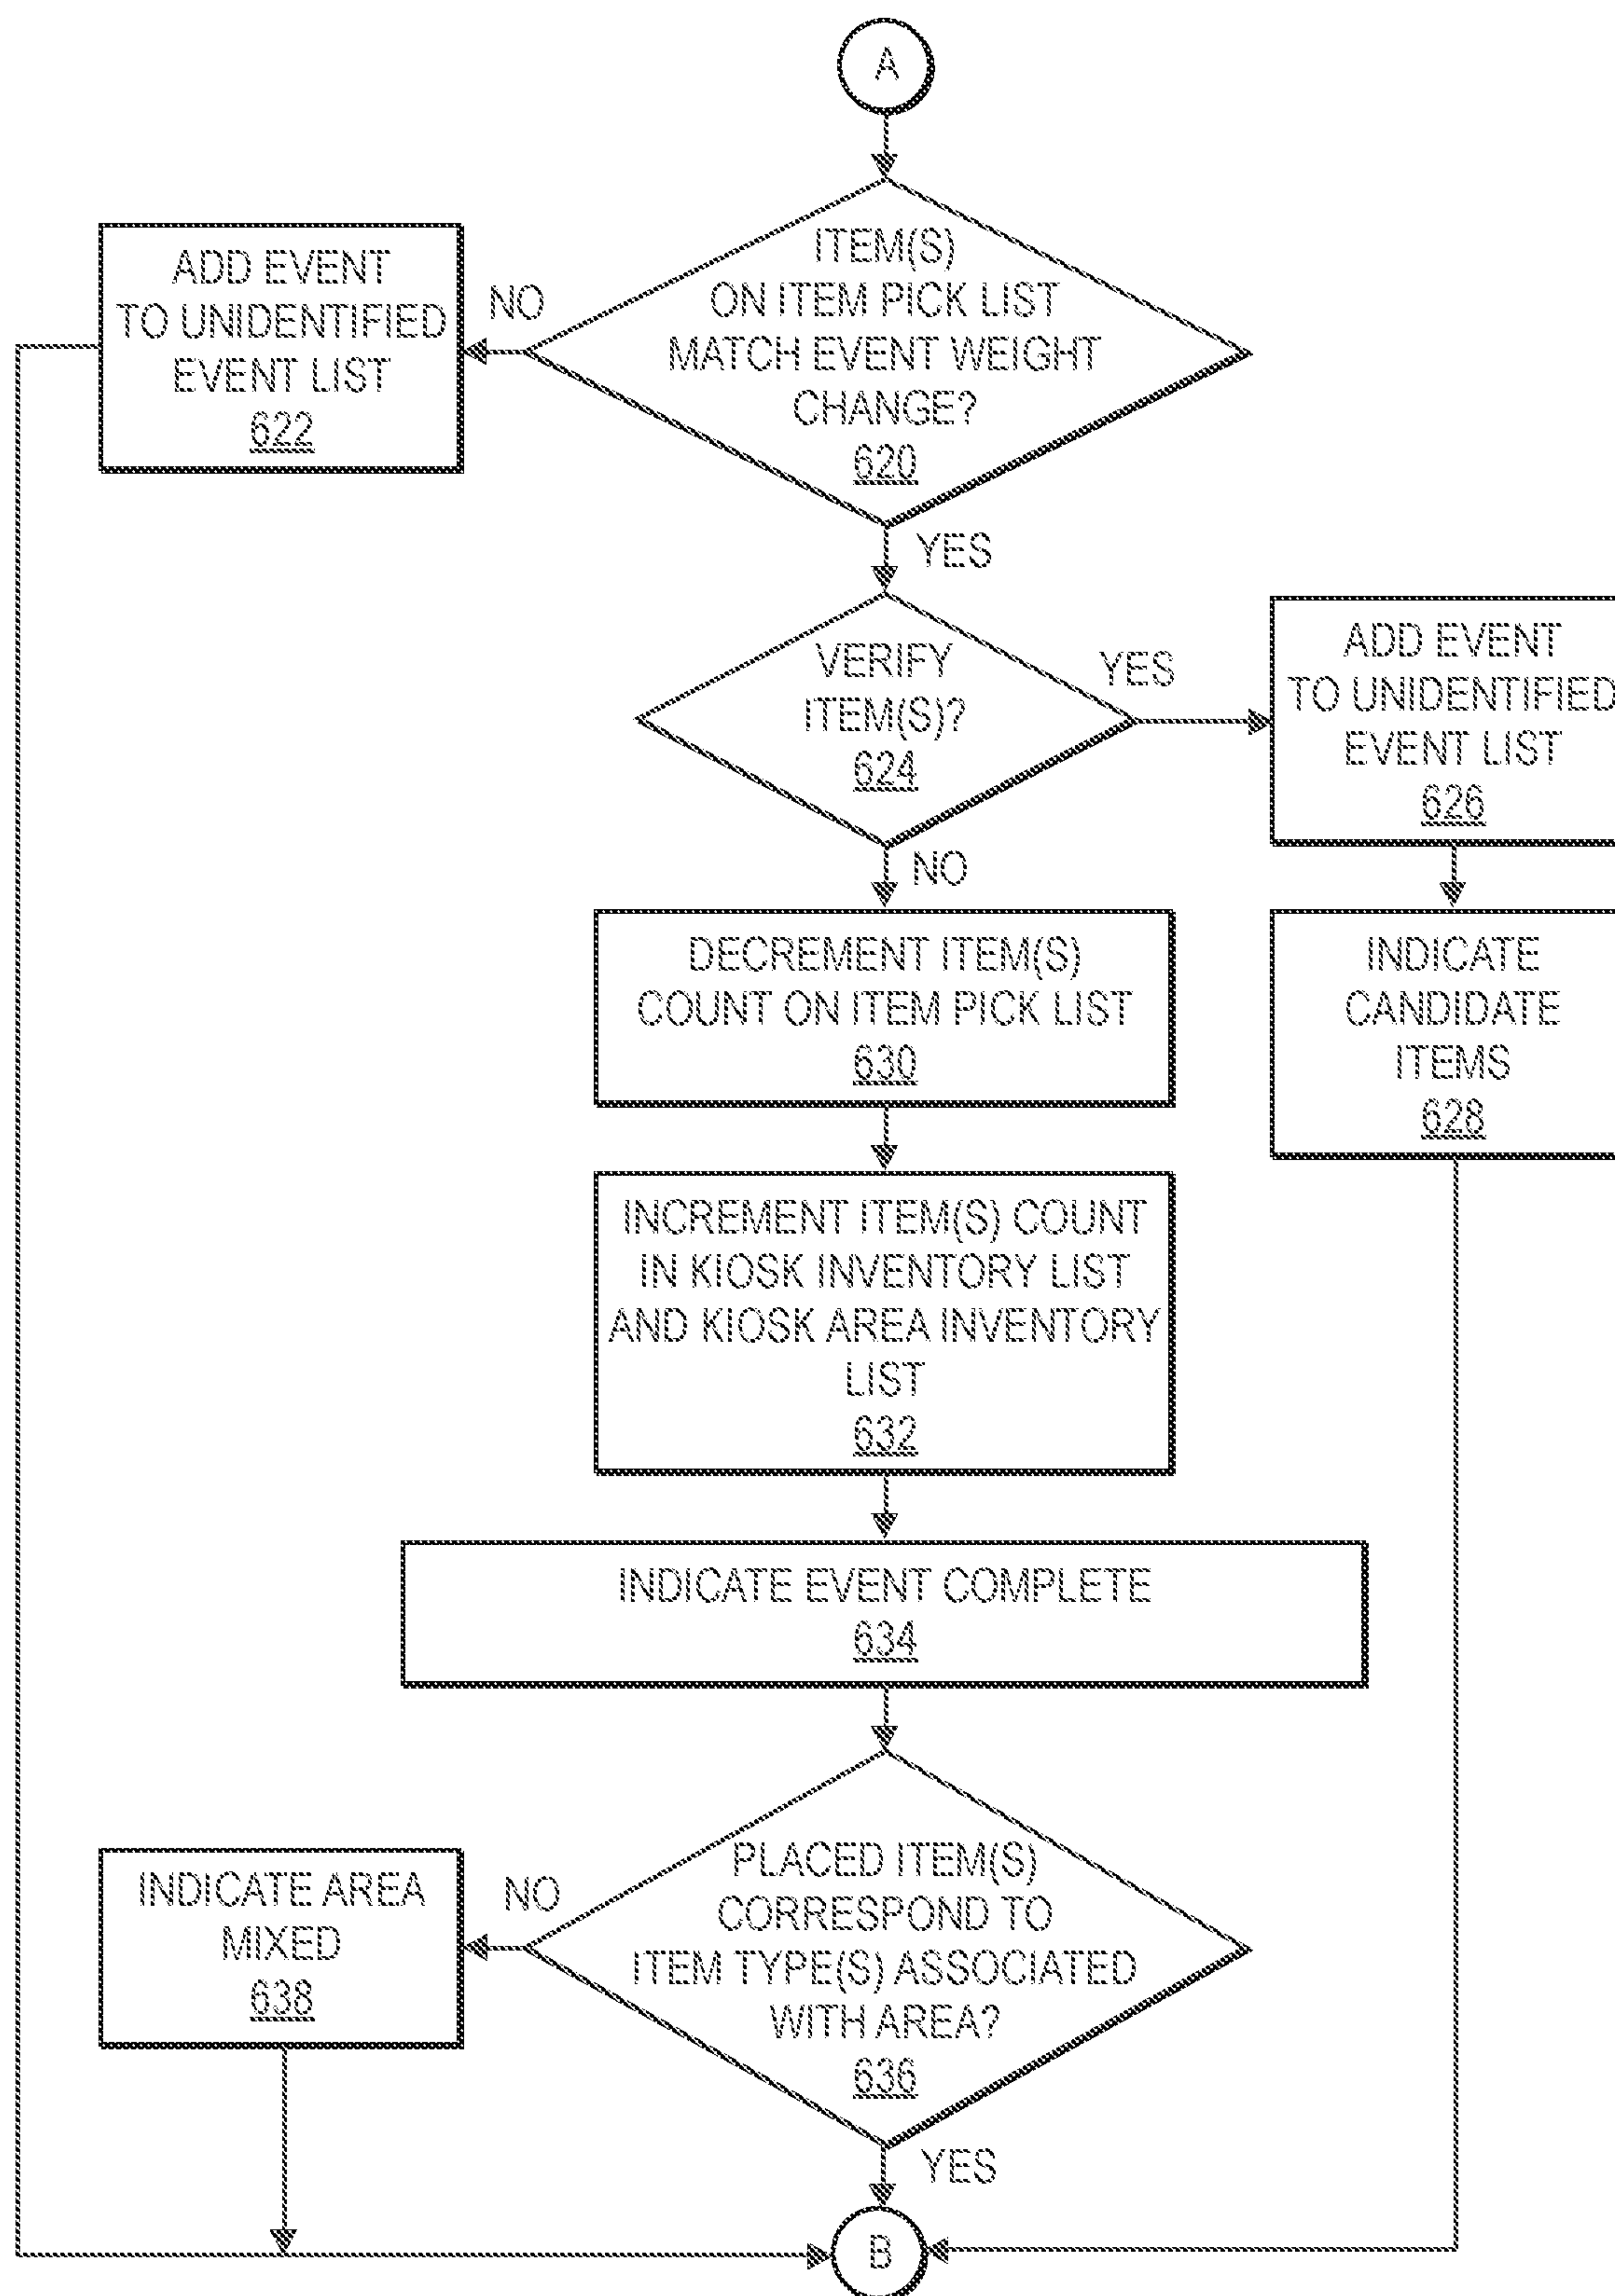 A
ITEM(S)
ON ITEM PICK LIST
MATCH EVENT WEIGHT
CHANGE?
620
NO
ADD EVENT
TO UNIDENTIFIED
EVENT LIST
622
YES
VERIFY
ITEM(S)?
624
YES
ADD EVENT
TO UNIDENTIFIED
EVENT LIST
626
INDICATE
CANDIDATE
ITEMS
628
NO
DECREMENT ITEM(S)
COUNT ON ITEM PICK LIST
630
INCREMENT ITEM(S) COUNT
IN KIOSK INVENTORY LIST
AND KIOSK AREA INVENTORY
LIST
632
INDICATE EVENT COMPLETE
634
PLACED ITEM(S)
CORRESPOND TO
ITEM TYPE(S) ASSOCIATED
WITH AREA?
636
NO
INDICATE AREA
MIXED
638
YES
B